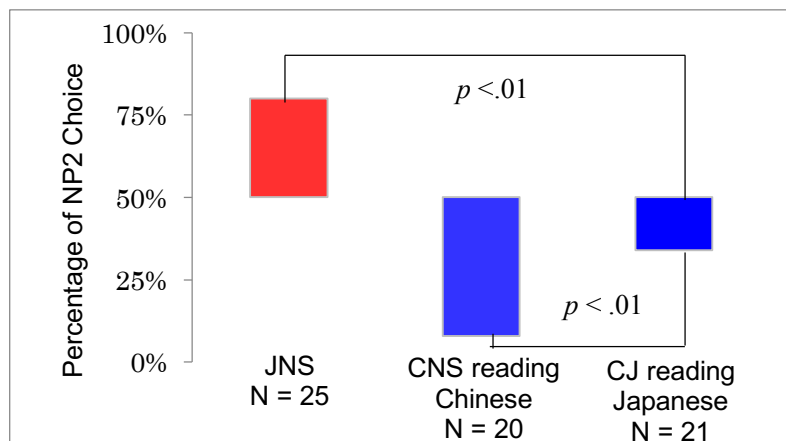 Percentage of NP2 Choice
100%
75%
50%
25%
0%
p <.01
p < .01
JNS
N = 25
CNS reading
Chinese
N = 20
CJ reading
Japanese
N = 21